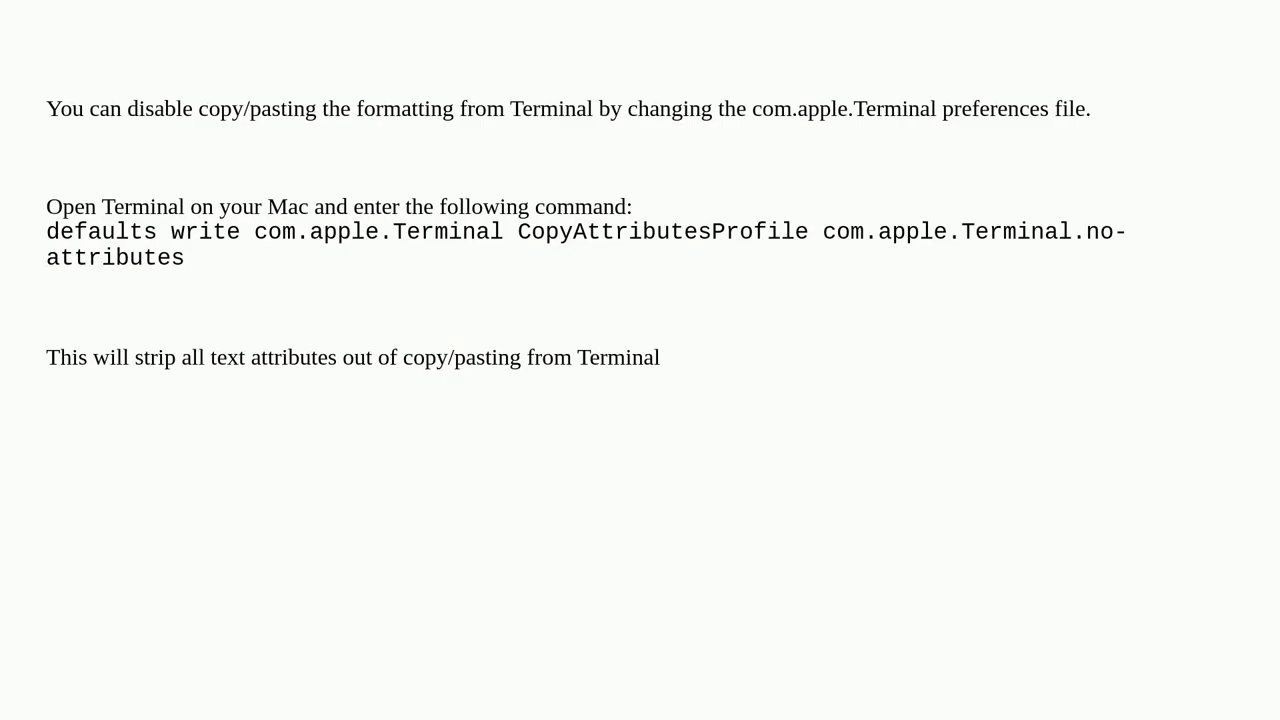 You can disable copy/pasting the formatting from Terminal by changing the com.apple.Terminal preferences file.
Open Terminal on your Mac and enter the following command:
defaults write com.apple.Terminal CopyAttributesProfile com.apple.Terminal.no-
attributes
This will strip all text attributes out of copy/pasting from Terminal